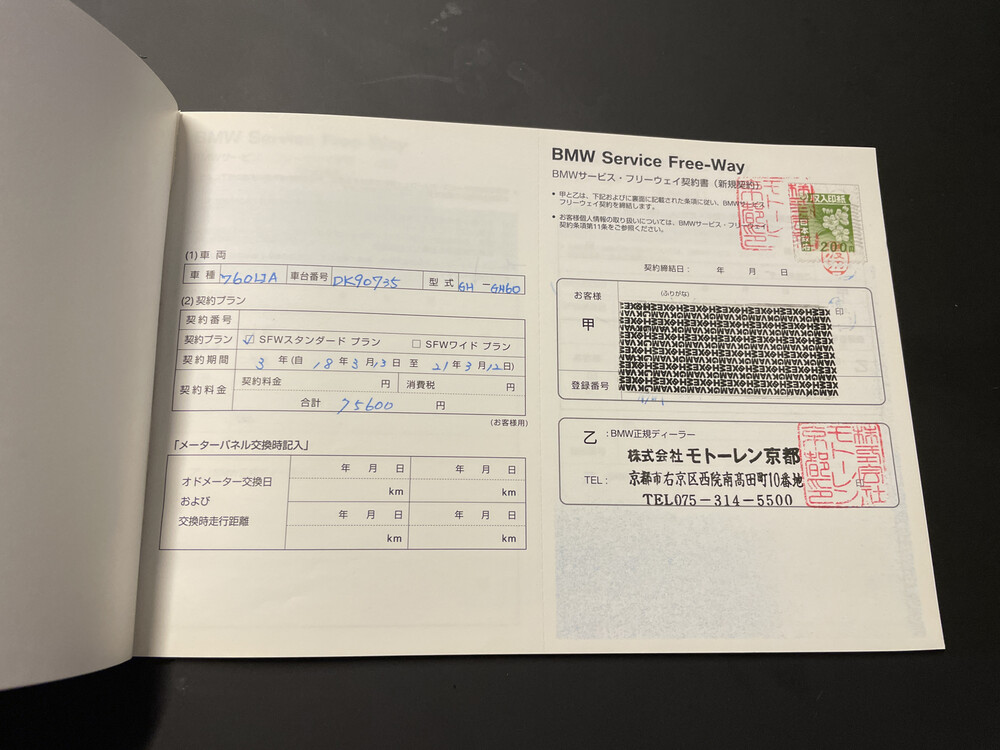 (1)車 両
車 種 760LiA 車台番号 DK90735 型 式 GH -GH60
(2)契約プラン
契約番号
契約プラン ☑ SFWスタンダード プラン □ SFWワイド プラン
契約期間 3 年(自 18 年 3 月 13 日 至 21 年 3 月 12 日)
契約料金 契約料金 円 消費税 円
合計 75600 円
(お客様用)
「メーターパネル交換時記入」
オドメーター交換日
および
交換時走行距離
年 月 日 年 月 日
km km
年 月 日 年 月 日
km km
BMW Service Free-Way
BMWサービス・フリーウェイ契約書（新規契約）
• 甲と乙は、下記および裏面に記載された条項に従い、BMWサービス・
フリーウェイ契約を締結します。
• お客様個人情報の取り扱いについては、BMWサービス・フリーウェイ
契約条項第11条をご参照ください。
収入印紙
200
契約締結日： 年 月 日
お客様 (ふりがな)
甲 印
登録番号
乙 ：BMW正規ディーラー
株式会社 モトーレン京都
TEL： 京都市右京区西院南高田町10番地
TEL075－314－5500
株式会社
モトーレン
京都印